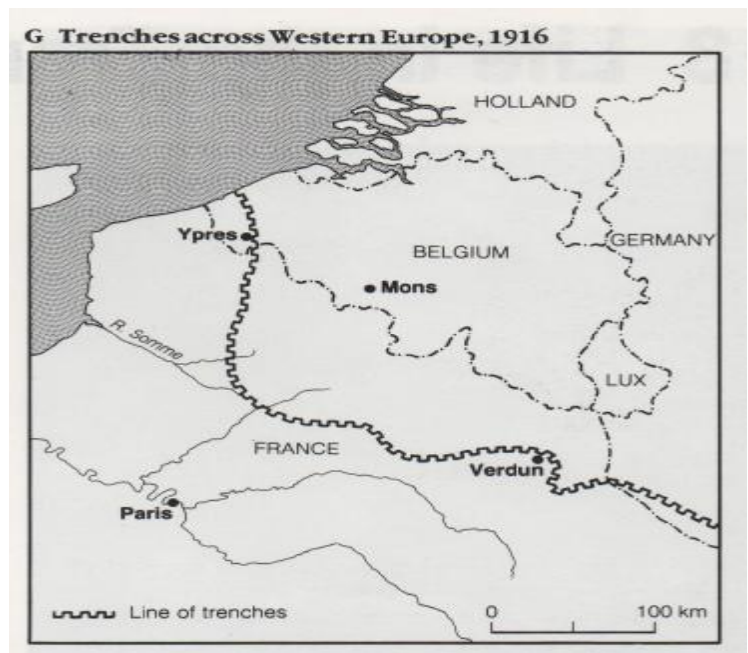 G Trenches across Western Europe, 1916
HOLLAND
Ypres
BELGIUM
GERMANY
Mons
R. Somme
LUX
FRANCE
Verdun
Paris
Line of trenches
0 100 km